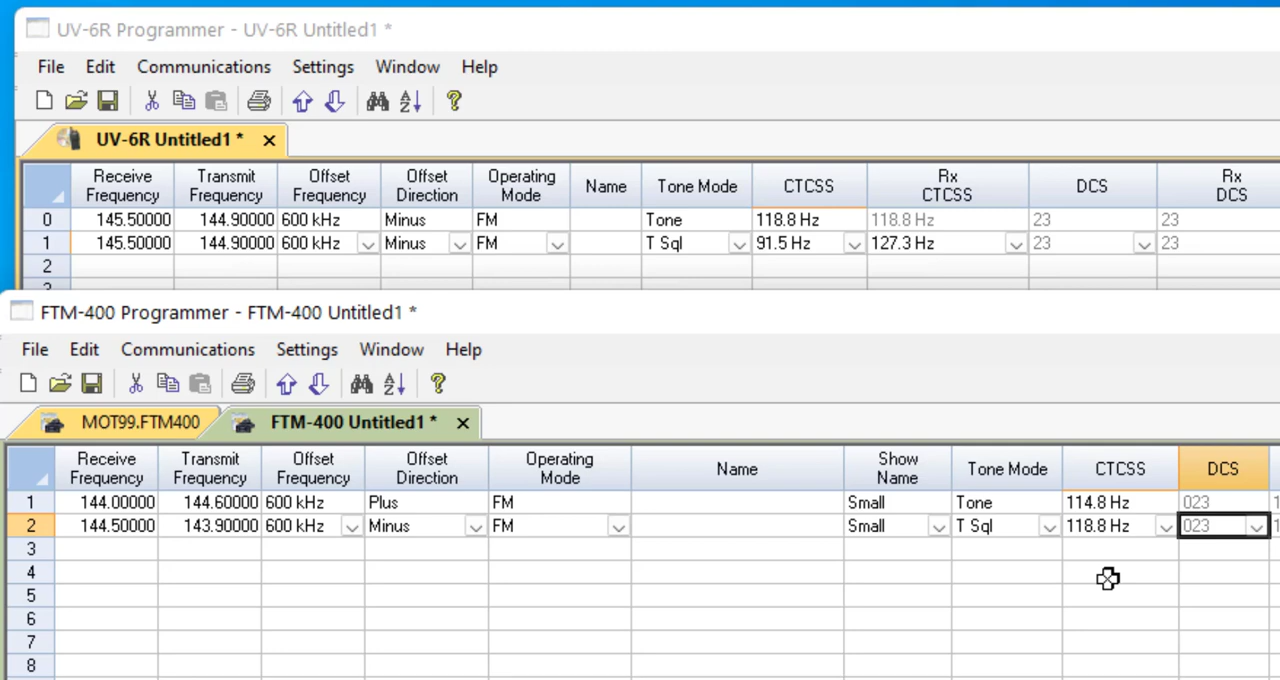 UV-6R Programmer - UV-6R Untitled1 *
File Edit Communications Settings Window Help
UV-6R Untitled1 *
Receive Frequency Transmit Frequency Offset Frequency Offset Direction Operating Mode Name Tone Mode CTCSS Rx CTCSS DCS Rx DCS
0 145.50000 144.90000 600 kHz Minus FM Tone 118.8 Hz 118.8 Hz 23 23
1 145.50000 144.90000 600 kHz Minus FM T Sql 91.5 Hz 127.3 Hz 23 23
2
FTM-400 Programmer - FTM-400 Untitled1 *
File Edit Communications Settings Window Help
MOT99.FTM400 FTM-400 Untitled1 *
Receive Frequency Transmit Frequency Offset Frequency Offset Direction Operating Mode Name Show Name Tone Mode CTCSS DCS
1 144.00000 144.60000 600 kHz Plus FM Small Tone 114.8 Hz 023
2 144.50000 143.90000 600 kHz Minus FM Small T Sql 118.8 Hz 023
3
4
5
6
7
8